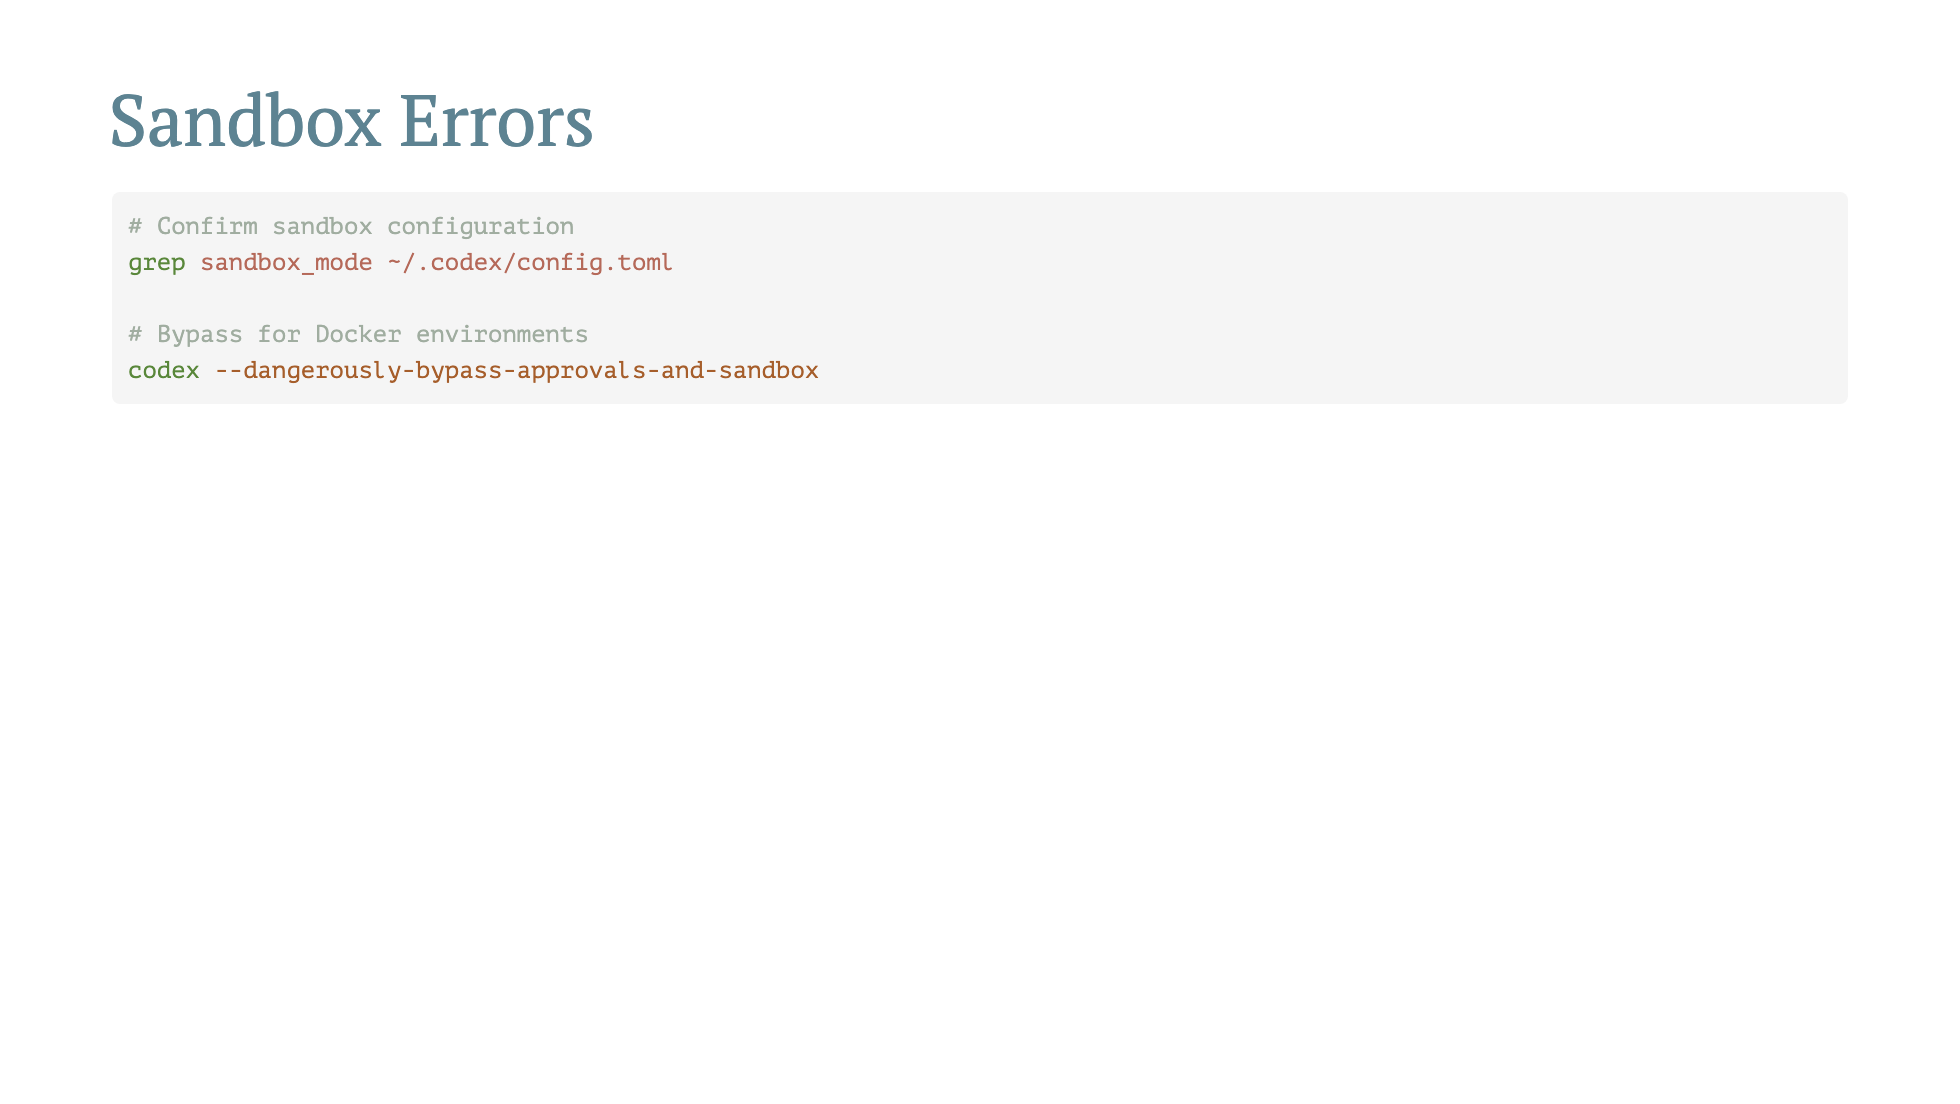 Sandbox Errors
# Confirm sandbox configuration
grep sandbox_mode ~/.codex/config.toml
# Bypass for Docker environments
codex --dangerously-bypass-approvals-and-sandbox